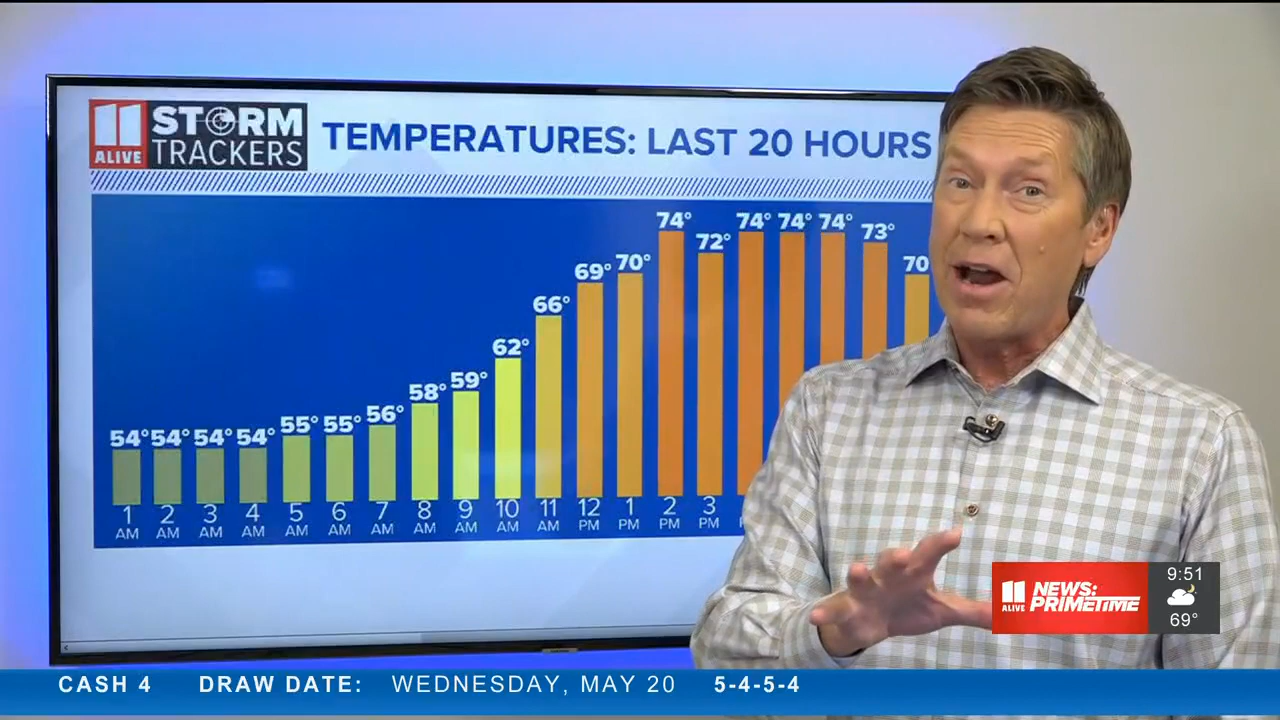 11 ALIVE
STORM TRACKERS
TEMPERATURES: LAST 20 HOURS
54° 54° 54° 54° 55° 55° 56° 58° 59° 62° 66° 69° 70° 74° 72° 74° 74° 74° 73° 70
1 2 3 4 5 6 7 8 9 10 11 12 1 2 3
AM AM AM AM AM AM AM AM AM AM AM PM PM PM PM
11 ALIVE
NEWS: PRIMETIME
9:51
69°
CASH 4 DRAW DATE: WEDNESDAY, MAY 20 5-4-5-4